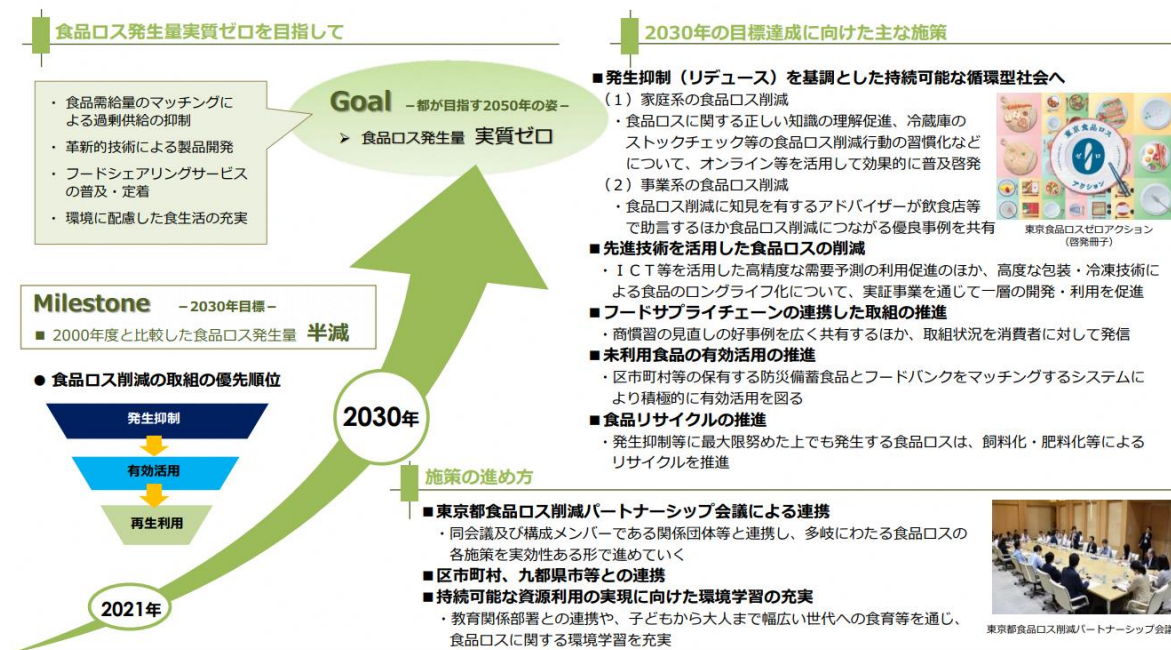 食品ロス発生量実質ゼロを目指して
・ 食品需給量のマッチングに
よる過剰供給の抑制
・ 革新的技術による製品開発
・ フードシェアリングサービス
の普及・定着
・ 環境に配慮した食生活の充実
Goal －都が目指す2050年の姿－
➢ 食品ロス発生量 実質ゼロ
Milestone －2030年目標－
■ 2000年度と比較した食品ロス発生量 半減
● 食品ロス削減の取組の優先順位
発生抑制
有効活用
再生利用
2021年
2030年
2030年の目標達成に向けた主な施策
■発生抑制（リデュース）を基調とした持続可能な循環型社会へ
（１）家庭系の食品ロス削減
・食品ロスに関する正しい知識の理解促進、冷蔵庫の
ストックチェック等の食品ロス削減行動の習慣化など
について、オンライン等を活用して効果的に普及啓発
（２）事業系の食品ロス削減
・食品ロス削減に知見を有するアドバイザーが飲食店等
で助言するほか食品ロス削減につながる優良事例を共有
東京食品ロス
ゼロ
アクション
東京食品ロスゼロアクション
（啓発冊子）
■先進技術を活用した食品ロスの削減
・ＩＣＴ等を活用した高精度な需要予測の利用促進のほか、高度な包装・冷凍技術に
よる食品のロングライフ化について、実証事業を通じて一層の開発・利用を促進
■フードサプライチェーンの連携した取組の推進
・商慣習の見直しの好事例を広く共有するほか、取組状況を消費者に対して発信
■未利用食品の有効活用の推進
・区市町村等の保有する防災備蓄食品とフードバンクをマッチングするシステムに
より積極的に有効活用を図る
■食品リサイクルの推進
・発生抑制等に最大限努めた上でも発生する食品ロスは、飼料化・肥料化等による
リサイクルを推進
施策の進め方
■東京都食品ロス削減パートナーシップ会議による連携
・同会議及び構成メンバーである関係団体等と連携し、多岐にわたる食品ロスの
各施策を実効性ある形で進めていく
■区市町村、九都県市等との連携
■持続可能な資源利用の実現に向けた環境学習の充実
・教育関係部署との連携や、子どもから大人まで幅広い世代への食育等を通じ、
食品ロスに関する環境学習を充実
東京都食品ロス削減パートナーシップ会議